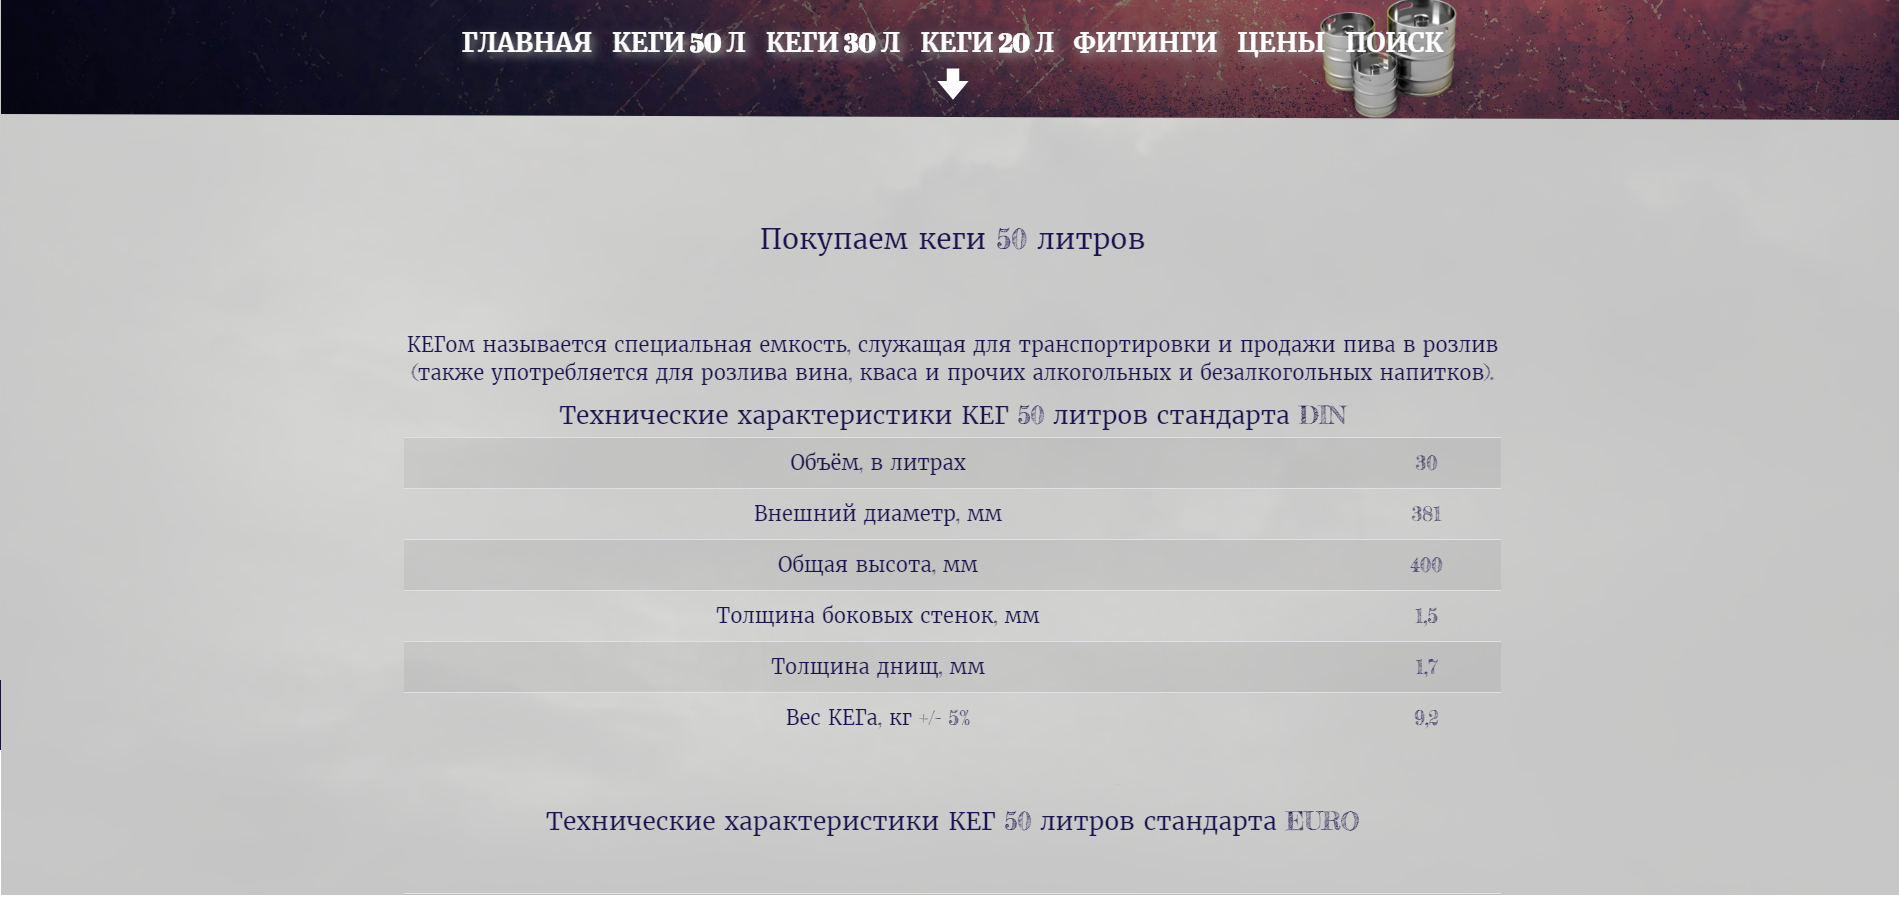 ГЛАВНАЯ КЕГИ 50 Л КЕГИ 30 Л КЕГИ 20 Л ФИТИНГИ ЦЕНЫ ПОИСК
Покупаем кеги 50 литров
КЕГом называется специальная емкость, служащая для транспортировки и продажи пива в розлив
(также употребляется для розлива вина, кваса и прочих алкогольных и безалкогольных напитков).
Технические характеристики КЕГ 50 литров стандарта DIN
Объём, в литрах 30
Внешний диаметр, мм 381
Общая высота, мм 400
Толщина боковых стенок, мм 1,5
Толщина днищ, мм 1,7
Вес КЕГа, кг +/- 5% 9,2
Технические характеристики КЕГ 50 литров стандарта EURO